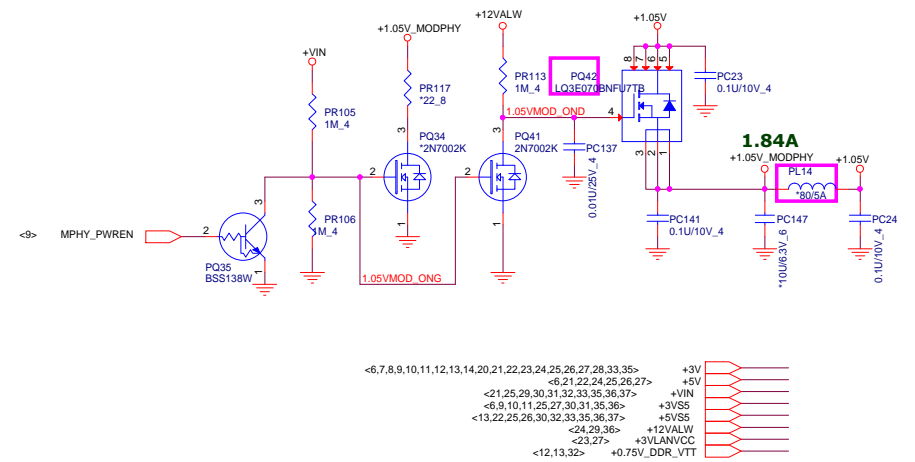 +12VALW
+1.05V
+1.05V_MODPHY
+VIN
8
7
6
5
PR117
*22_8
PR113
1M_4
PQ42
LQ3E070BNFU7TB
PC23
0.1U/10V_4
PR105
1M_4
1.05VMOD_OND
4
3
PQ34
*2N7002K
2
1
3
PQ41
2N7002K
2
1
PC137
0.01U/25V_4
3
2
1
1.84A
+1.05V_MODPHY
+1.05V
PL14
*80/5A
PR106
1M_4
PC141
0.1U/10V_4
PC147
*10U/6.3V_6
PC24
0.1U/10V_4
<9> MPHY_PWREN
2
3
1
PQ35
BSS138W
1.05VMOD_ONG
<6,7,8,9,10,11,12,13,14,20,21,22,23,24,25,26,27,28,33,35> +3V
<6,21,22,24,25,26,27> +5V
<21,25,29,30,31,32,33,35,36,37> +VIN
<6,9,10,11,25,27,30,31,35,36> +3VS5
<13,22,25,26,30,32,33,35,36,37> +5VS5
<24,29,36> +12VALW
<23,27> +3VLANVCC
<12,13,32> +0.75V_DDR_VTT